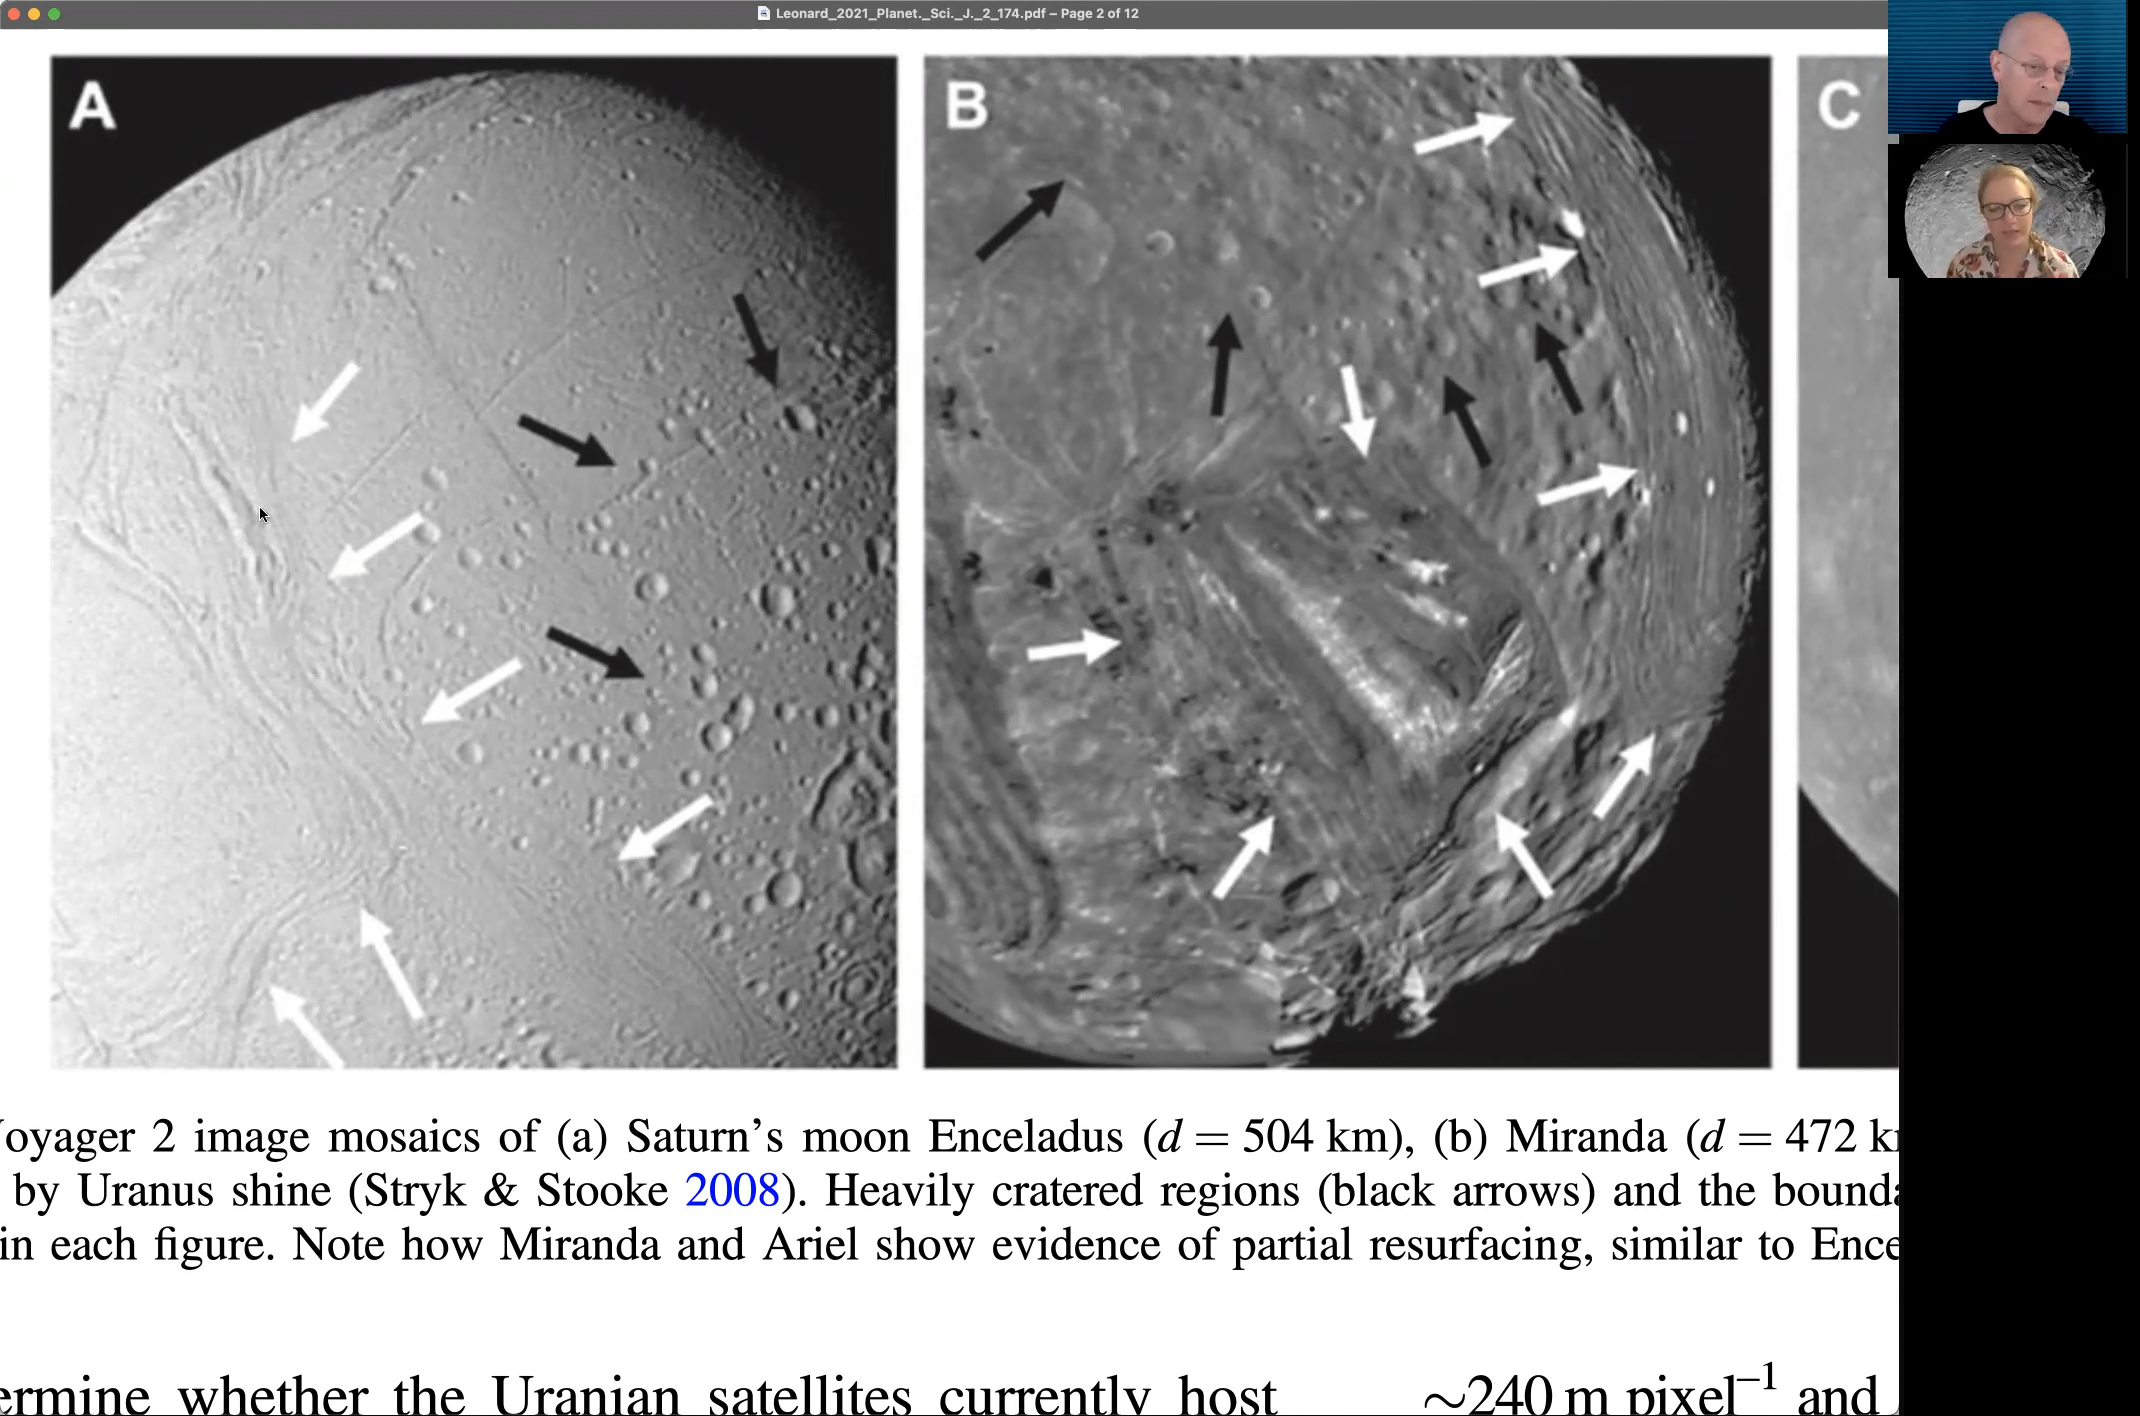 Leonard_2021_Planet._Sci._J._2_174.pdf – Page 2 of 12
A
B
C
oyager 2 image mosaics of (a) Saturn’s moon Enceladus (d = 504 km), (b) Miranda (d = 472
by Uranus shine (Stryk & Stooke 2008). Heavily cratered regions (black arrows) and the bounda
in each figure. Note how Miranda and Ariel show evidence of partial resurfacing, similar to Ence
ermine whether the Uranian satellites currently host
~240 m pixel⁻¹ and